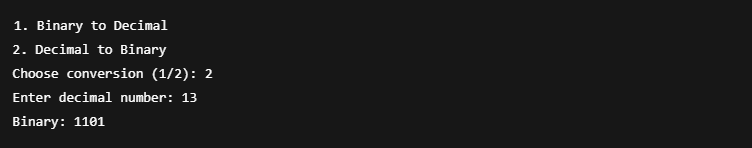 1. Binary to Decimal
2. Decimal to Binary
Choose conversion (1/2): 2
Enter decimal number: 13
Binary: 1101